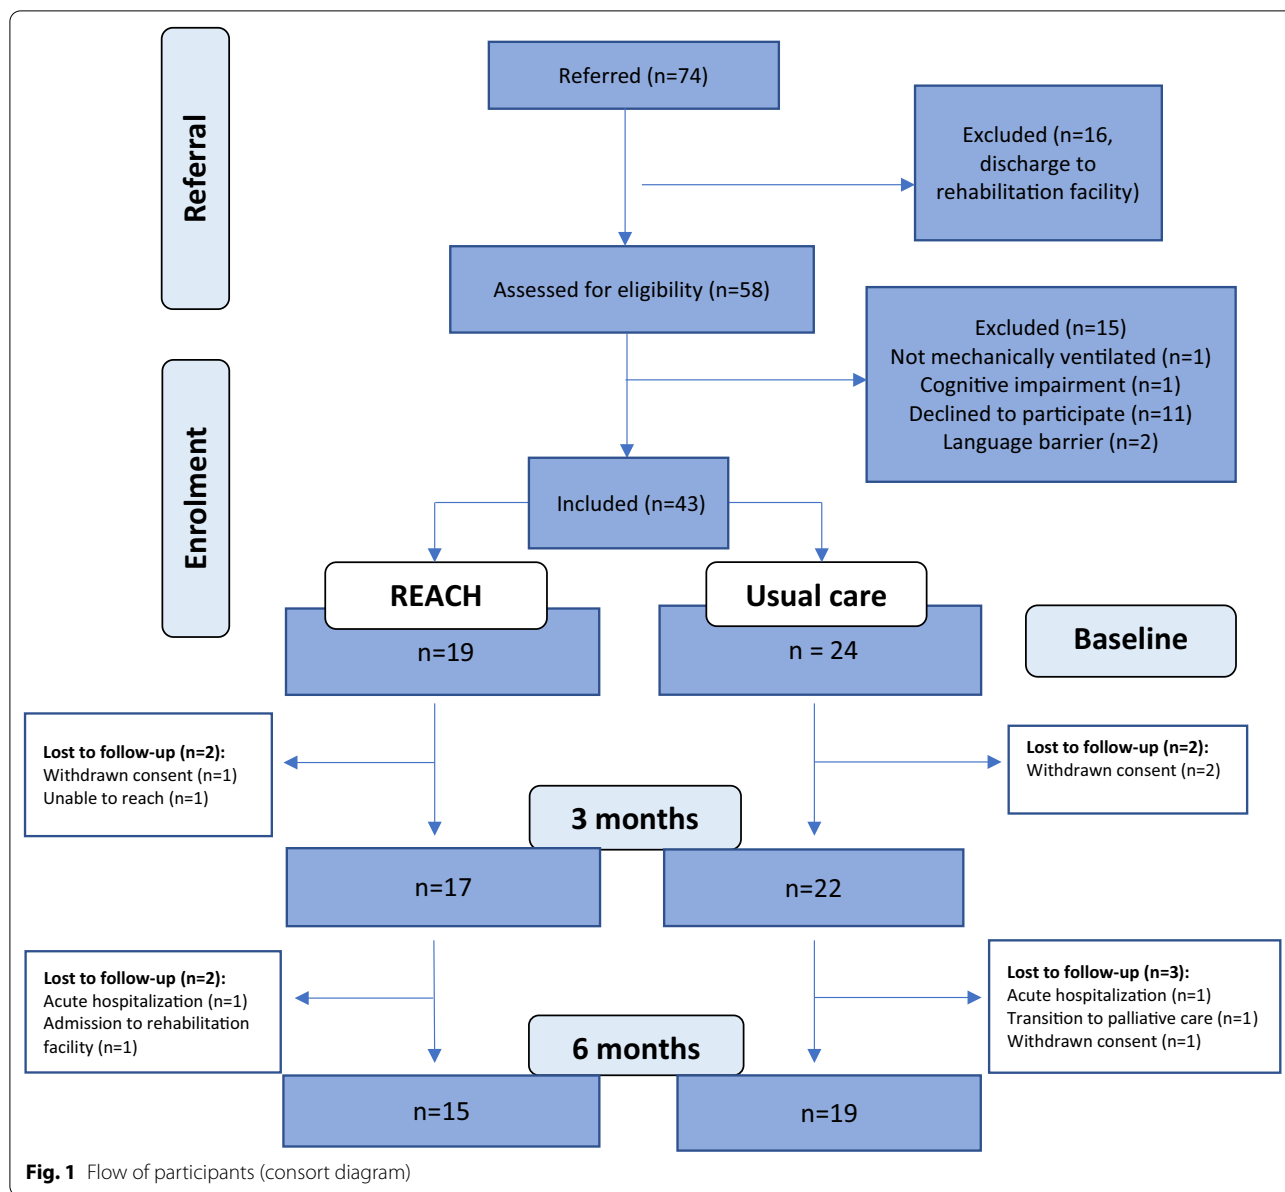 Referral
Referred (n=74)
Excluded (n=16,
discharge to
rehabilitation facility)
Assessed for eligibility (n=58)
Enrolment
Excluded (n=15)
Not mechanically ventilated (n=1)
Cognitive impairment (n=1)
Declined to participate (n=11)
Language barrier (n=2)
Included (n=43)
REACH
n=19
Usual care
n = 24
Baseline
Lost to follow-up (n=2):
Withdrawn consent (n=1)
Unable to reach (n=1)
Lost to follow-up (n=2):
Withdrawn consent (n=2)
3 months
n=17
n=22
Lost to follow-up (n=2):
Acute hospitalization (n=1)
Admission to rehabilitation
facility (n=1)
Lost to follow-up (n=3):
Acute hospitalization (n=1)
Transition to palliative care (n=1)
Withdrawn consent (n=1)
6 months
n=15
n=19
Fig. 1 Flow of participants (consort diagram)